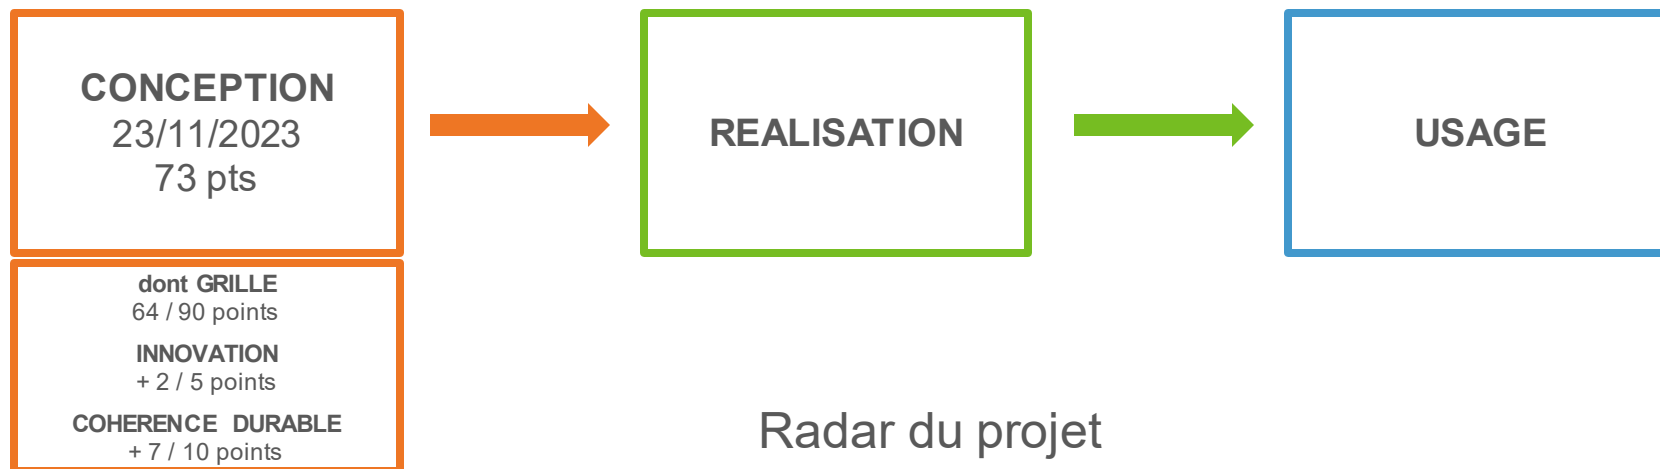 CONCEPTION
23/11/2023
73 pts
REALISATION
USAGE
dont GRILLE
64 / 90 points
INNOVATION
+ 2 / 5 points
COHERENCE DURABLE
+ 7 / 10 points
Radar du projet